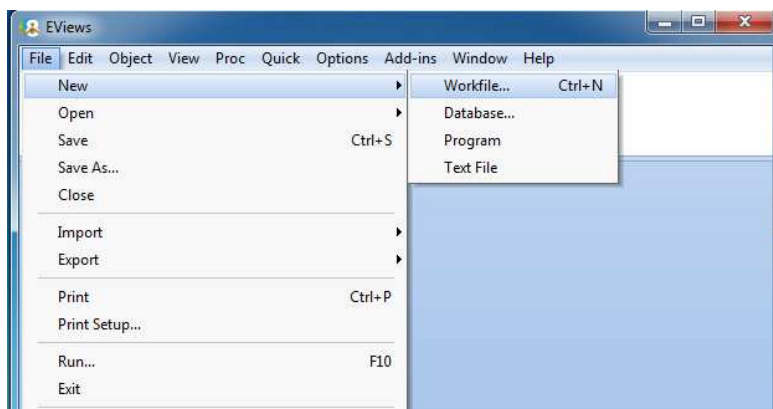 EViews
File Edit Object View Proc Quick Options Add-ins Window Help
New
Workfile... Ctrl+N
Open
Database...
Save Ctrl+S
Program
Save As...
Text File
Close
Import
Export
Print Ctrl+P
Print Setup...
Run... F10
Exit